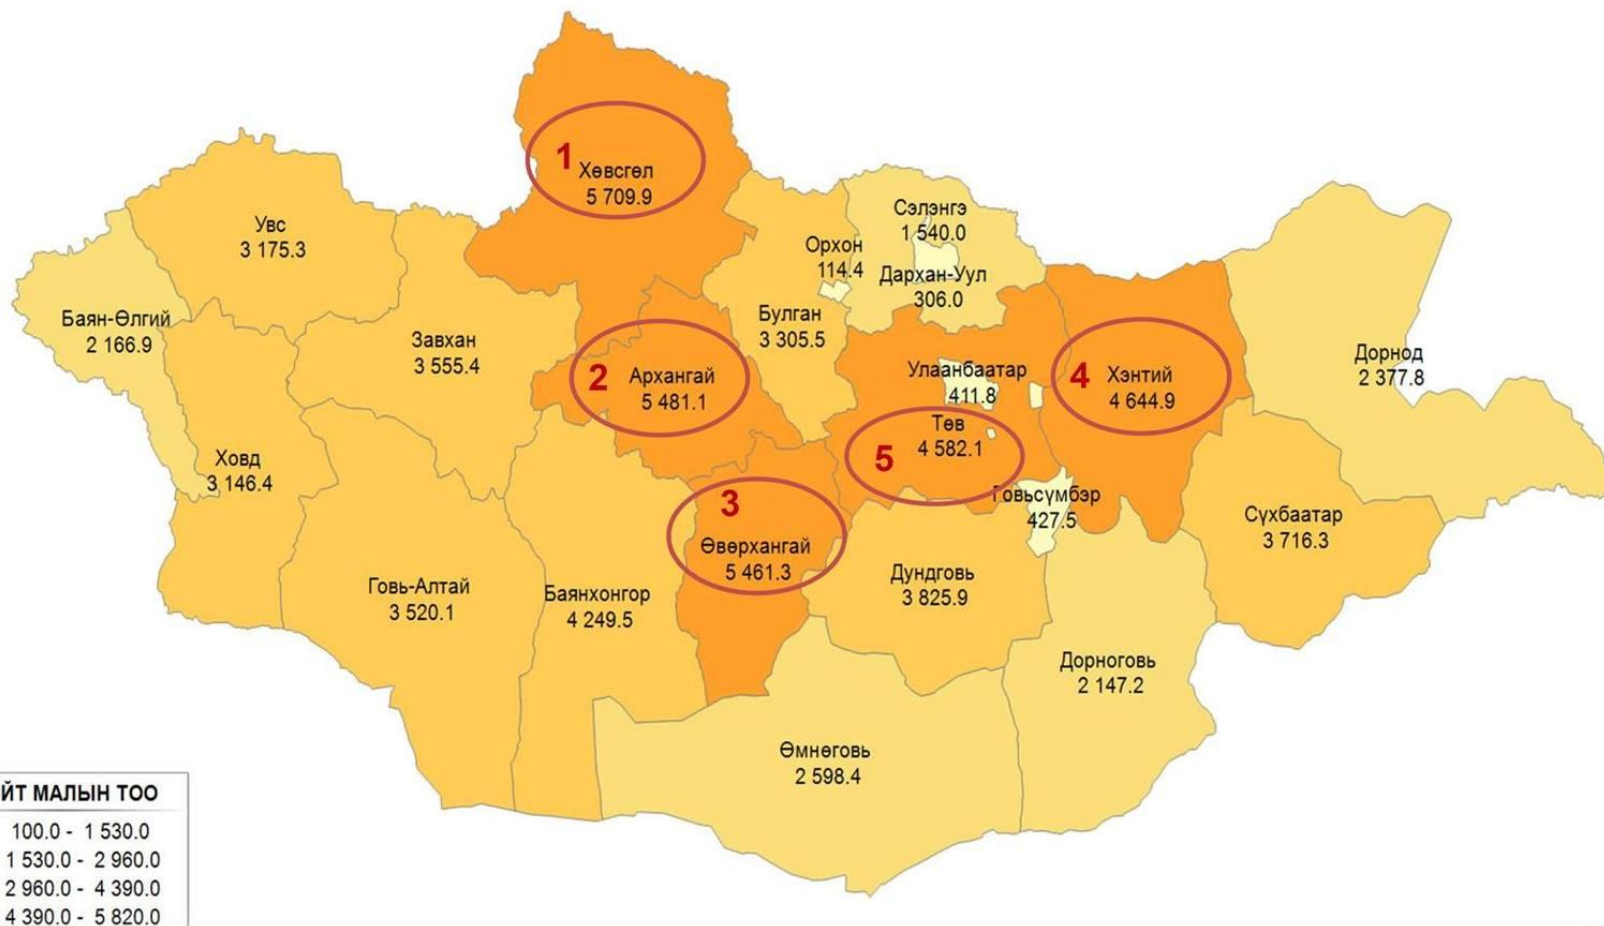 1
Хөвсгөл
5 709.9
Увс
3 175.3
Сэлэнгэ
1 540.0
Орхон
114.4
Дархан-Уул
306.0
Баян-Өлгий
2 166.9
Завхан
3 555.4
Булган
3 305.5
2
Архангай
5 481.1
Улаанбаатар
411.8
4
Хэнтий
4 644.9
Дорнод
2 377.8
5
Төв
4 582.1
Ховд
3 146.4
3
Өвөрхангай
5 461.3
Говьсүмбэр
427.5
Сүхбаатар
3 716.3
Говь-Алтай
3 520.1
Баянхонгор
4 249.5
Дундговь
3 825.9
Дорноговь
2 147.2
Өмнөговь
2 598.4
ЙТ МАЛЫН ТОО
100.0 - 1 530.0
1 530.0 - 2 960.0
2 960.0 - 4 390.0
4 390.0 - 5 820.0